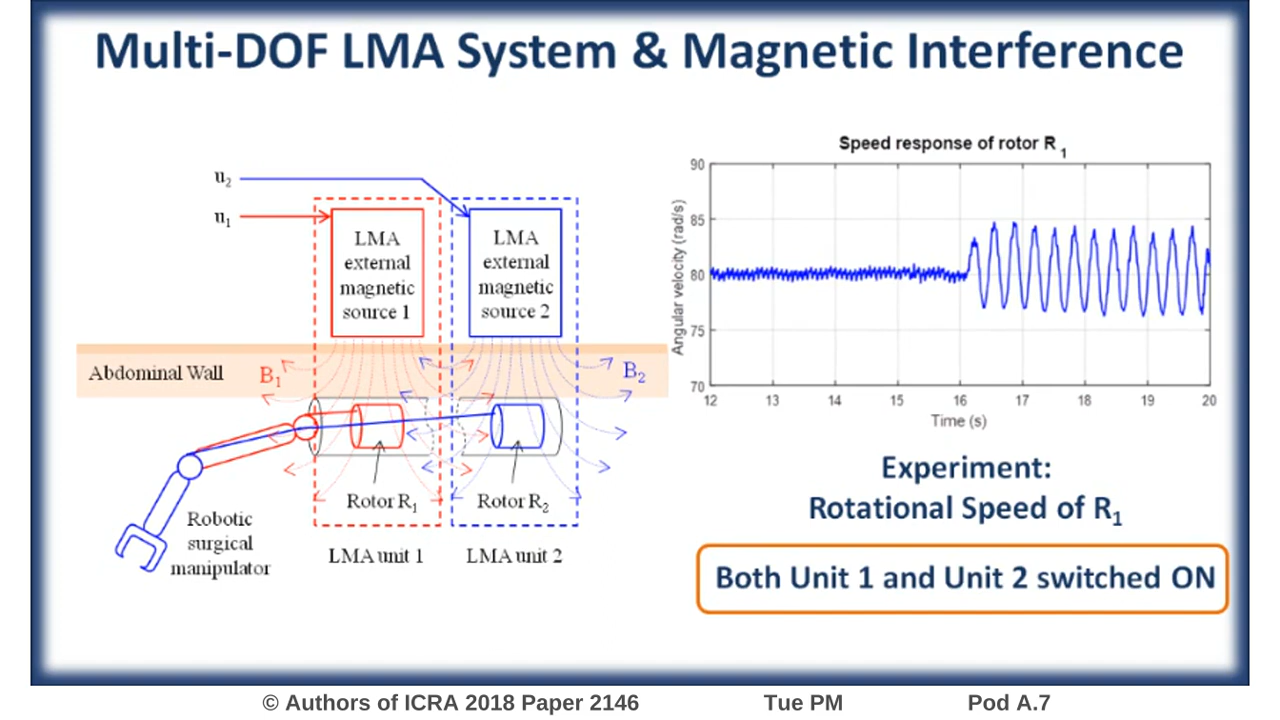 Multi-DOF LMA System & Magnetic Interference
u2
u1
LMA
external
magnetic
source 1
LMA
external
magnetic
source 2
Abdominal Wall
B1
B2
Rotor R1
Rotor R2
Robotic
surgical
manipulator
LMA unit 1
LMA unit 2
Speed response of rotor R 1
Angular velocity (rad/s)
90
85
80
75
70
12 13 14 15 16 17 18 19 20
Time (s)
Experiment:
Rotational Speed of R1
Both Unit 1 and Unit 2 switched ON
© Authors of ICRA 2018 Paper 2146 Tue PM Pod A.7